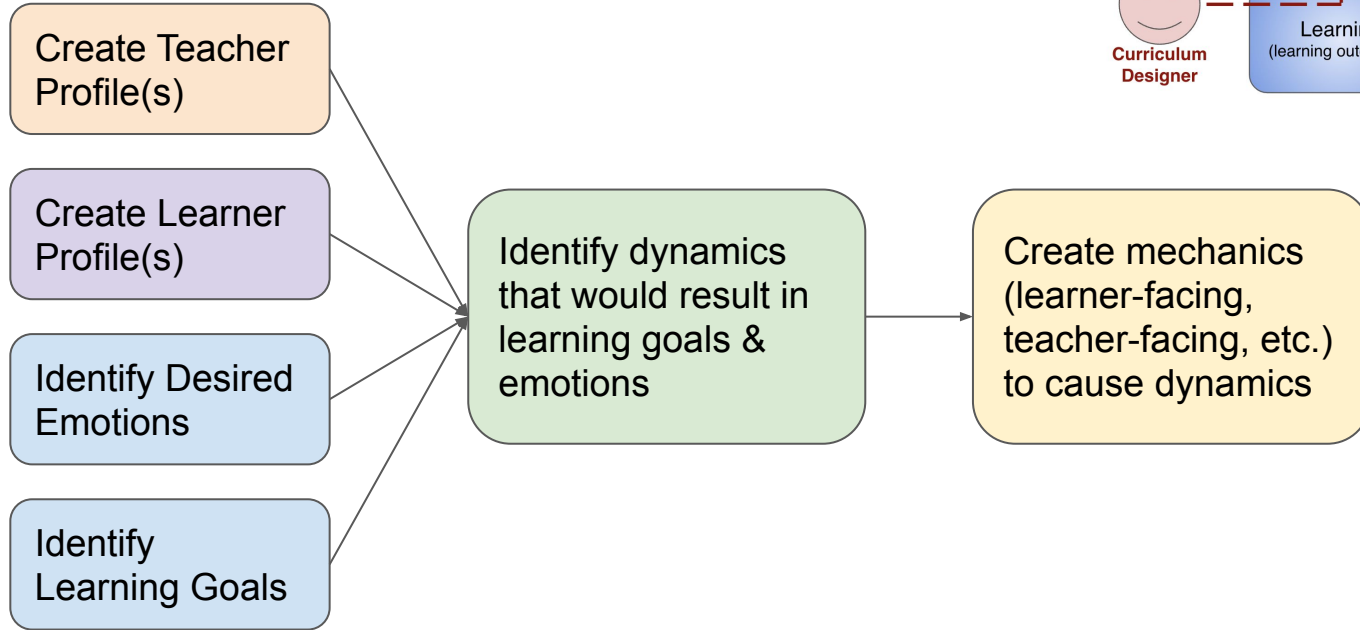 Create Teacher
Profile(s)
Create Learner
Profile(s)
Identify Desired
Emotions
Identify
Learning Goals
Identify dynamics
that would result in
learning goals &
emotions
Create mechanics
(learner-facing,
teacher-facing, etc.)
to cause dynamics
Curriculum
Designer